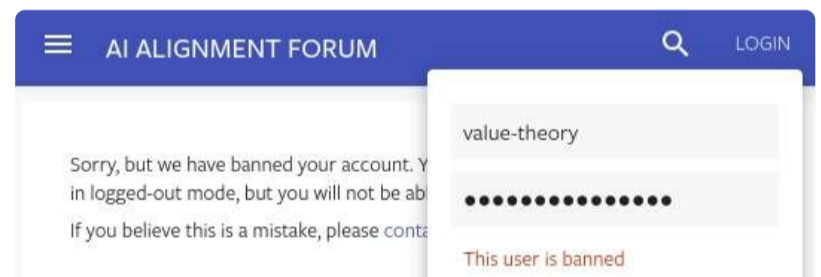 AI ALIGNMENT FORUM
LOGIN
value-theory
Sorry, but we have banned your account. Y
in logged-out mode, but you will not be ab
If you believe this is a mistake, please conta
•••••••••••••••
This user is banned